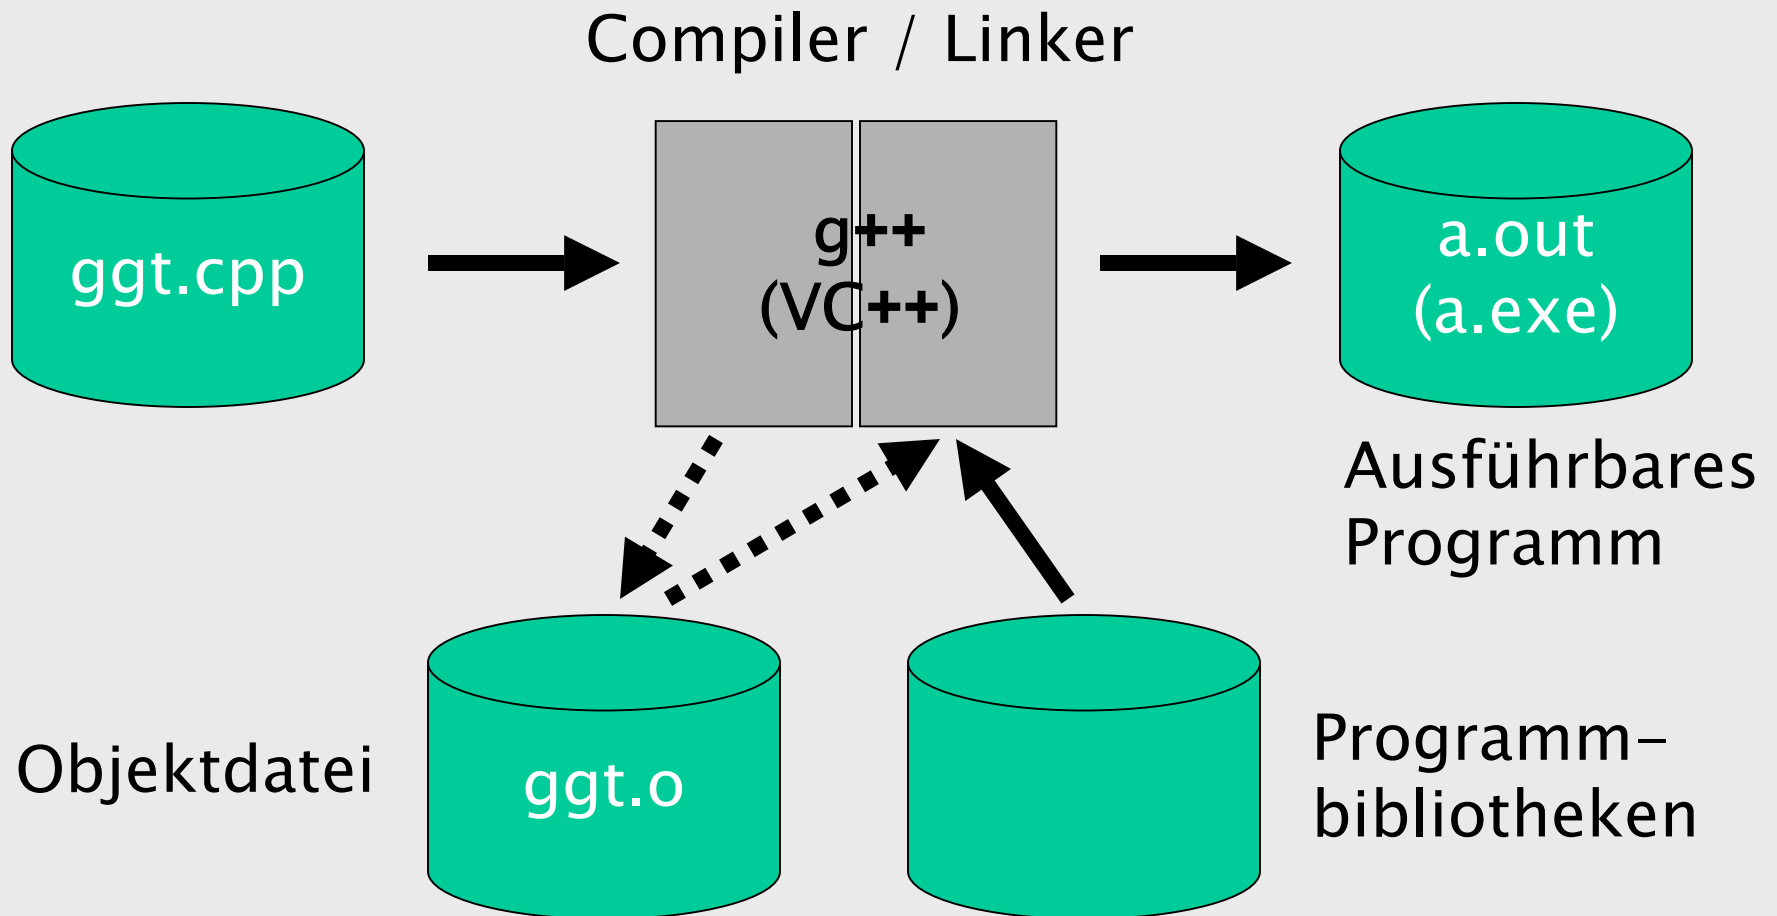 Compiler / Linker
ggt.cpp
g++
(VC++)
a.out
(a.exe)
Ausführbares
Programm
Objektdatei
ggt.o
Programm-
bibliotheken